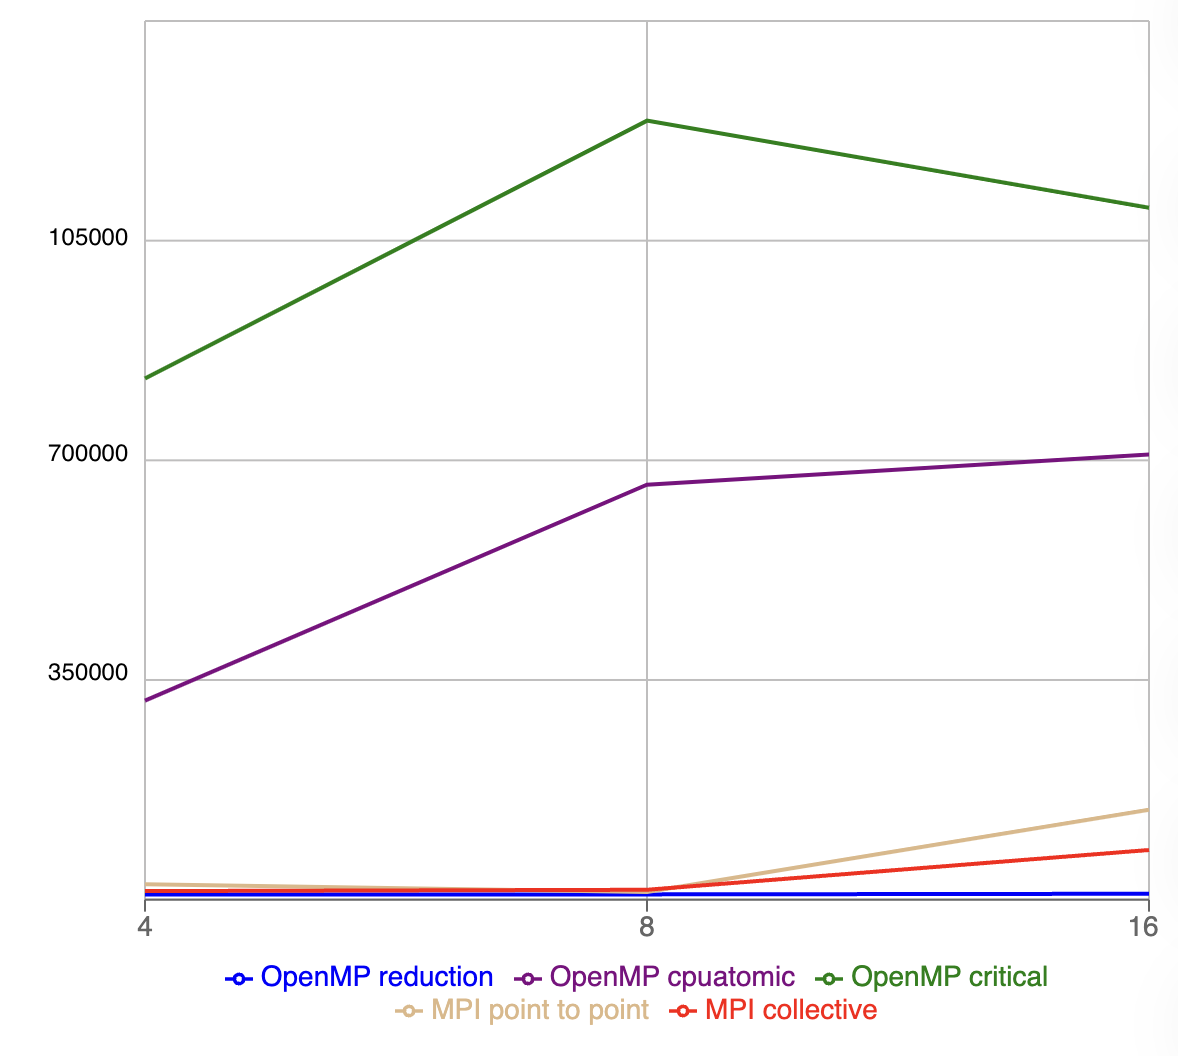 105000
700000
350000
4 8 16
OpenMP reduction OpenMP cpuatomic OpenMP critical
MPI point to point MPI collective